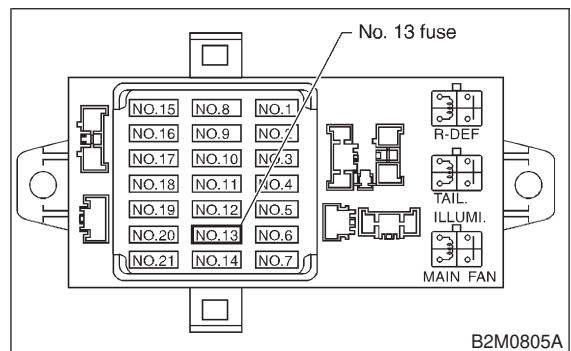 No. 13 fuse
NO.15 NO.8 NO.1
NO.16 NO.9 NO.2
NO.17 NO.10 NO.3
NO.18 NO.11 NO.4
NO.19 NO.12 NO.5
NO.20 NO.13 NO.6
NO.21 NO.14 NO.7
R-DEF
TAIL.
ILLUMI.
MAIN FAN
B2M0805A